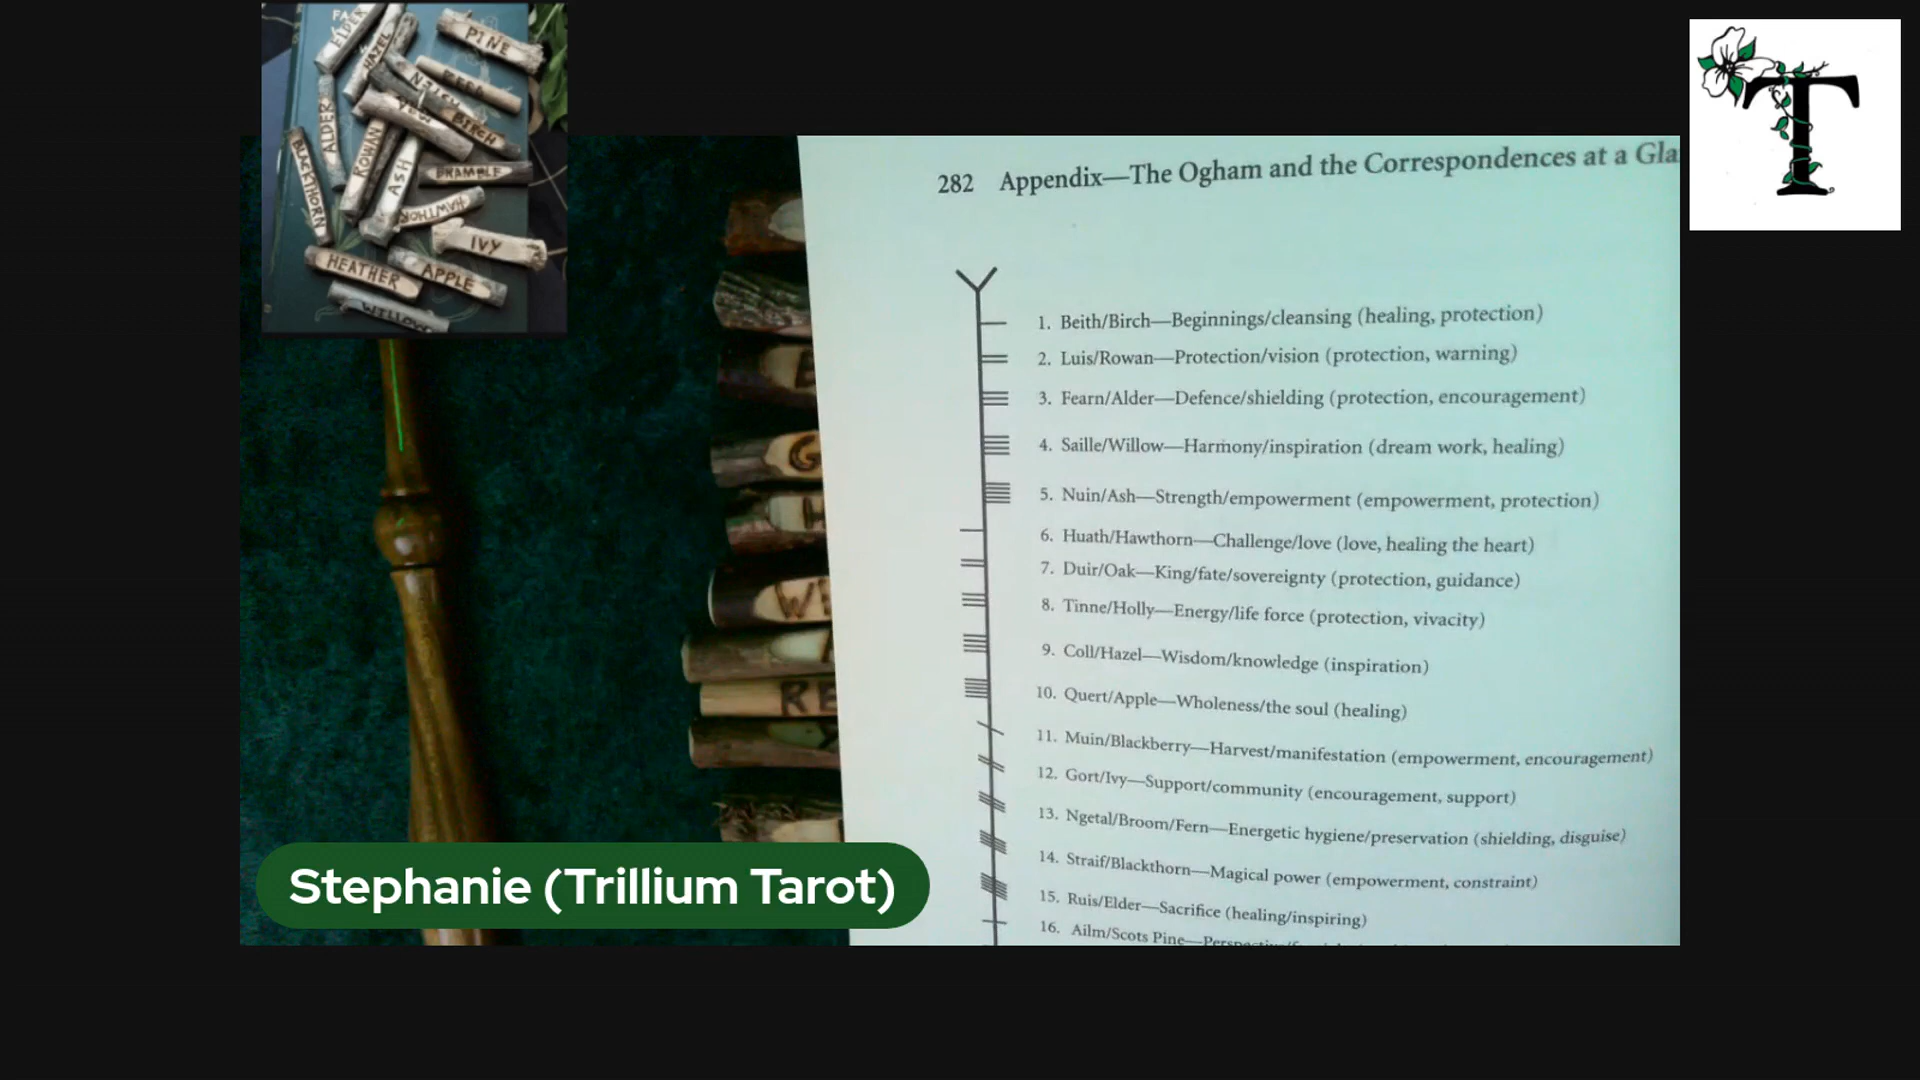 ELDER
HAZEL
PINE
ALDER
BIRCH
ROWAN
ASH
BRAMBLE
BLACKTHORN
HAWTHORN
IVY
HEATHER
APPLE
WILLOW
T
282 Appendix—The Ogham and the Correspondences at a
1. Beith/Birch—Beginnings/cleansing (healing, protection)
2. Luis/Rowan—Protection/vision (protection, warning)
3. Fearn/Alder—Defence/shielding (protection, encouragement)
4. Saille/Willow—Harmony/inspiration (dream work, healing)
5. Nuin/Ash—Strength/empowerment (empowerment, protection)
6. Huath/Hawthorn—Challenge/love (love, healing the heart)
7. Duir/Oak—King/fate/sovereignty (protection, guidance)
8. Tinne/Holly—Energy/life force (protection, vivacity)
9. Coll/Hazel—Wisdom/knowledge (inspiration)
10. Quert/Apple—Wholeness/the soul (healing)
11. Muin/Blackberry—Harvest/manifestation (empowerment, encouragement)
12. Gort/Ivy—Support/community (encouragement, support)
13. Ngetal/Broom/Fern—Energetic hygiene/preservation (shielding, disguise)
14. Straif/Blackthorn—Magical power (empowerment, constraint)
15. Ruis/Elder—Sacrifice (healing/inspiring)
16. Ailm/Scots Pine
RE
Stephanie (Trillium Tarot)